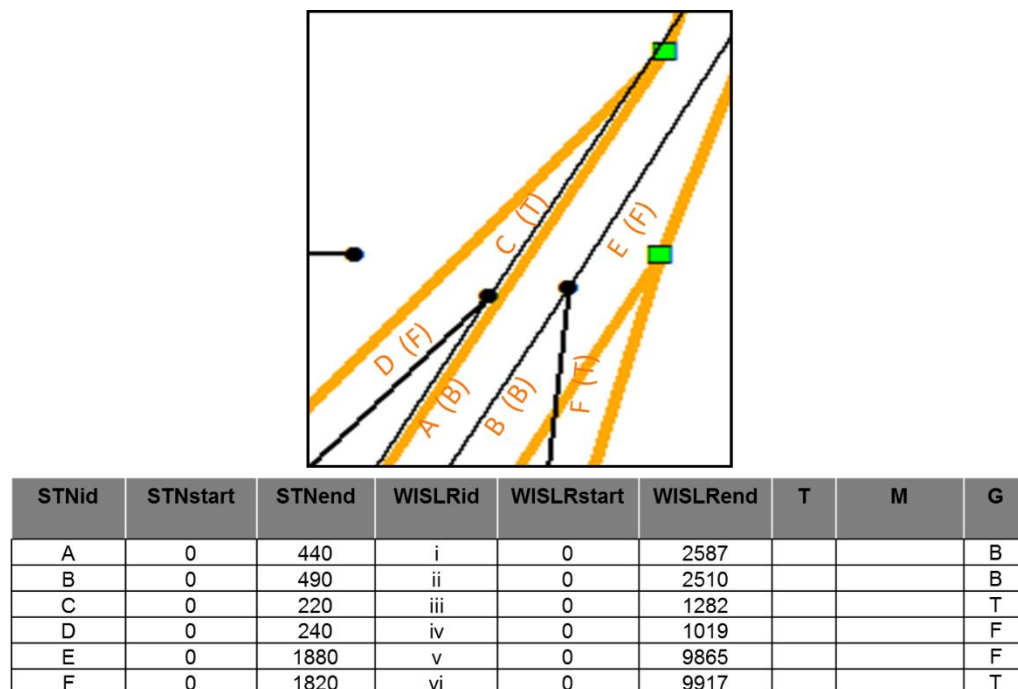 C (T)
E (F)
D (F)
A (B)
B (B)
F (T)
STNid STNstart STNend WISLRid WISLRstart WISLRend T M G
A 0 440 i 0 2587 B
B 0 490 ii 0 2510 B
C 0 220 iii 0 1282 T
D 0 240 iv 0 1019 F
E 0 1880 v 0 9865 F
F 0 1820 vi 0 9917 T